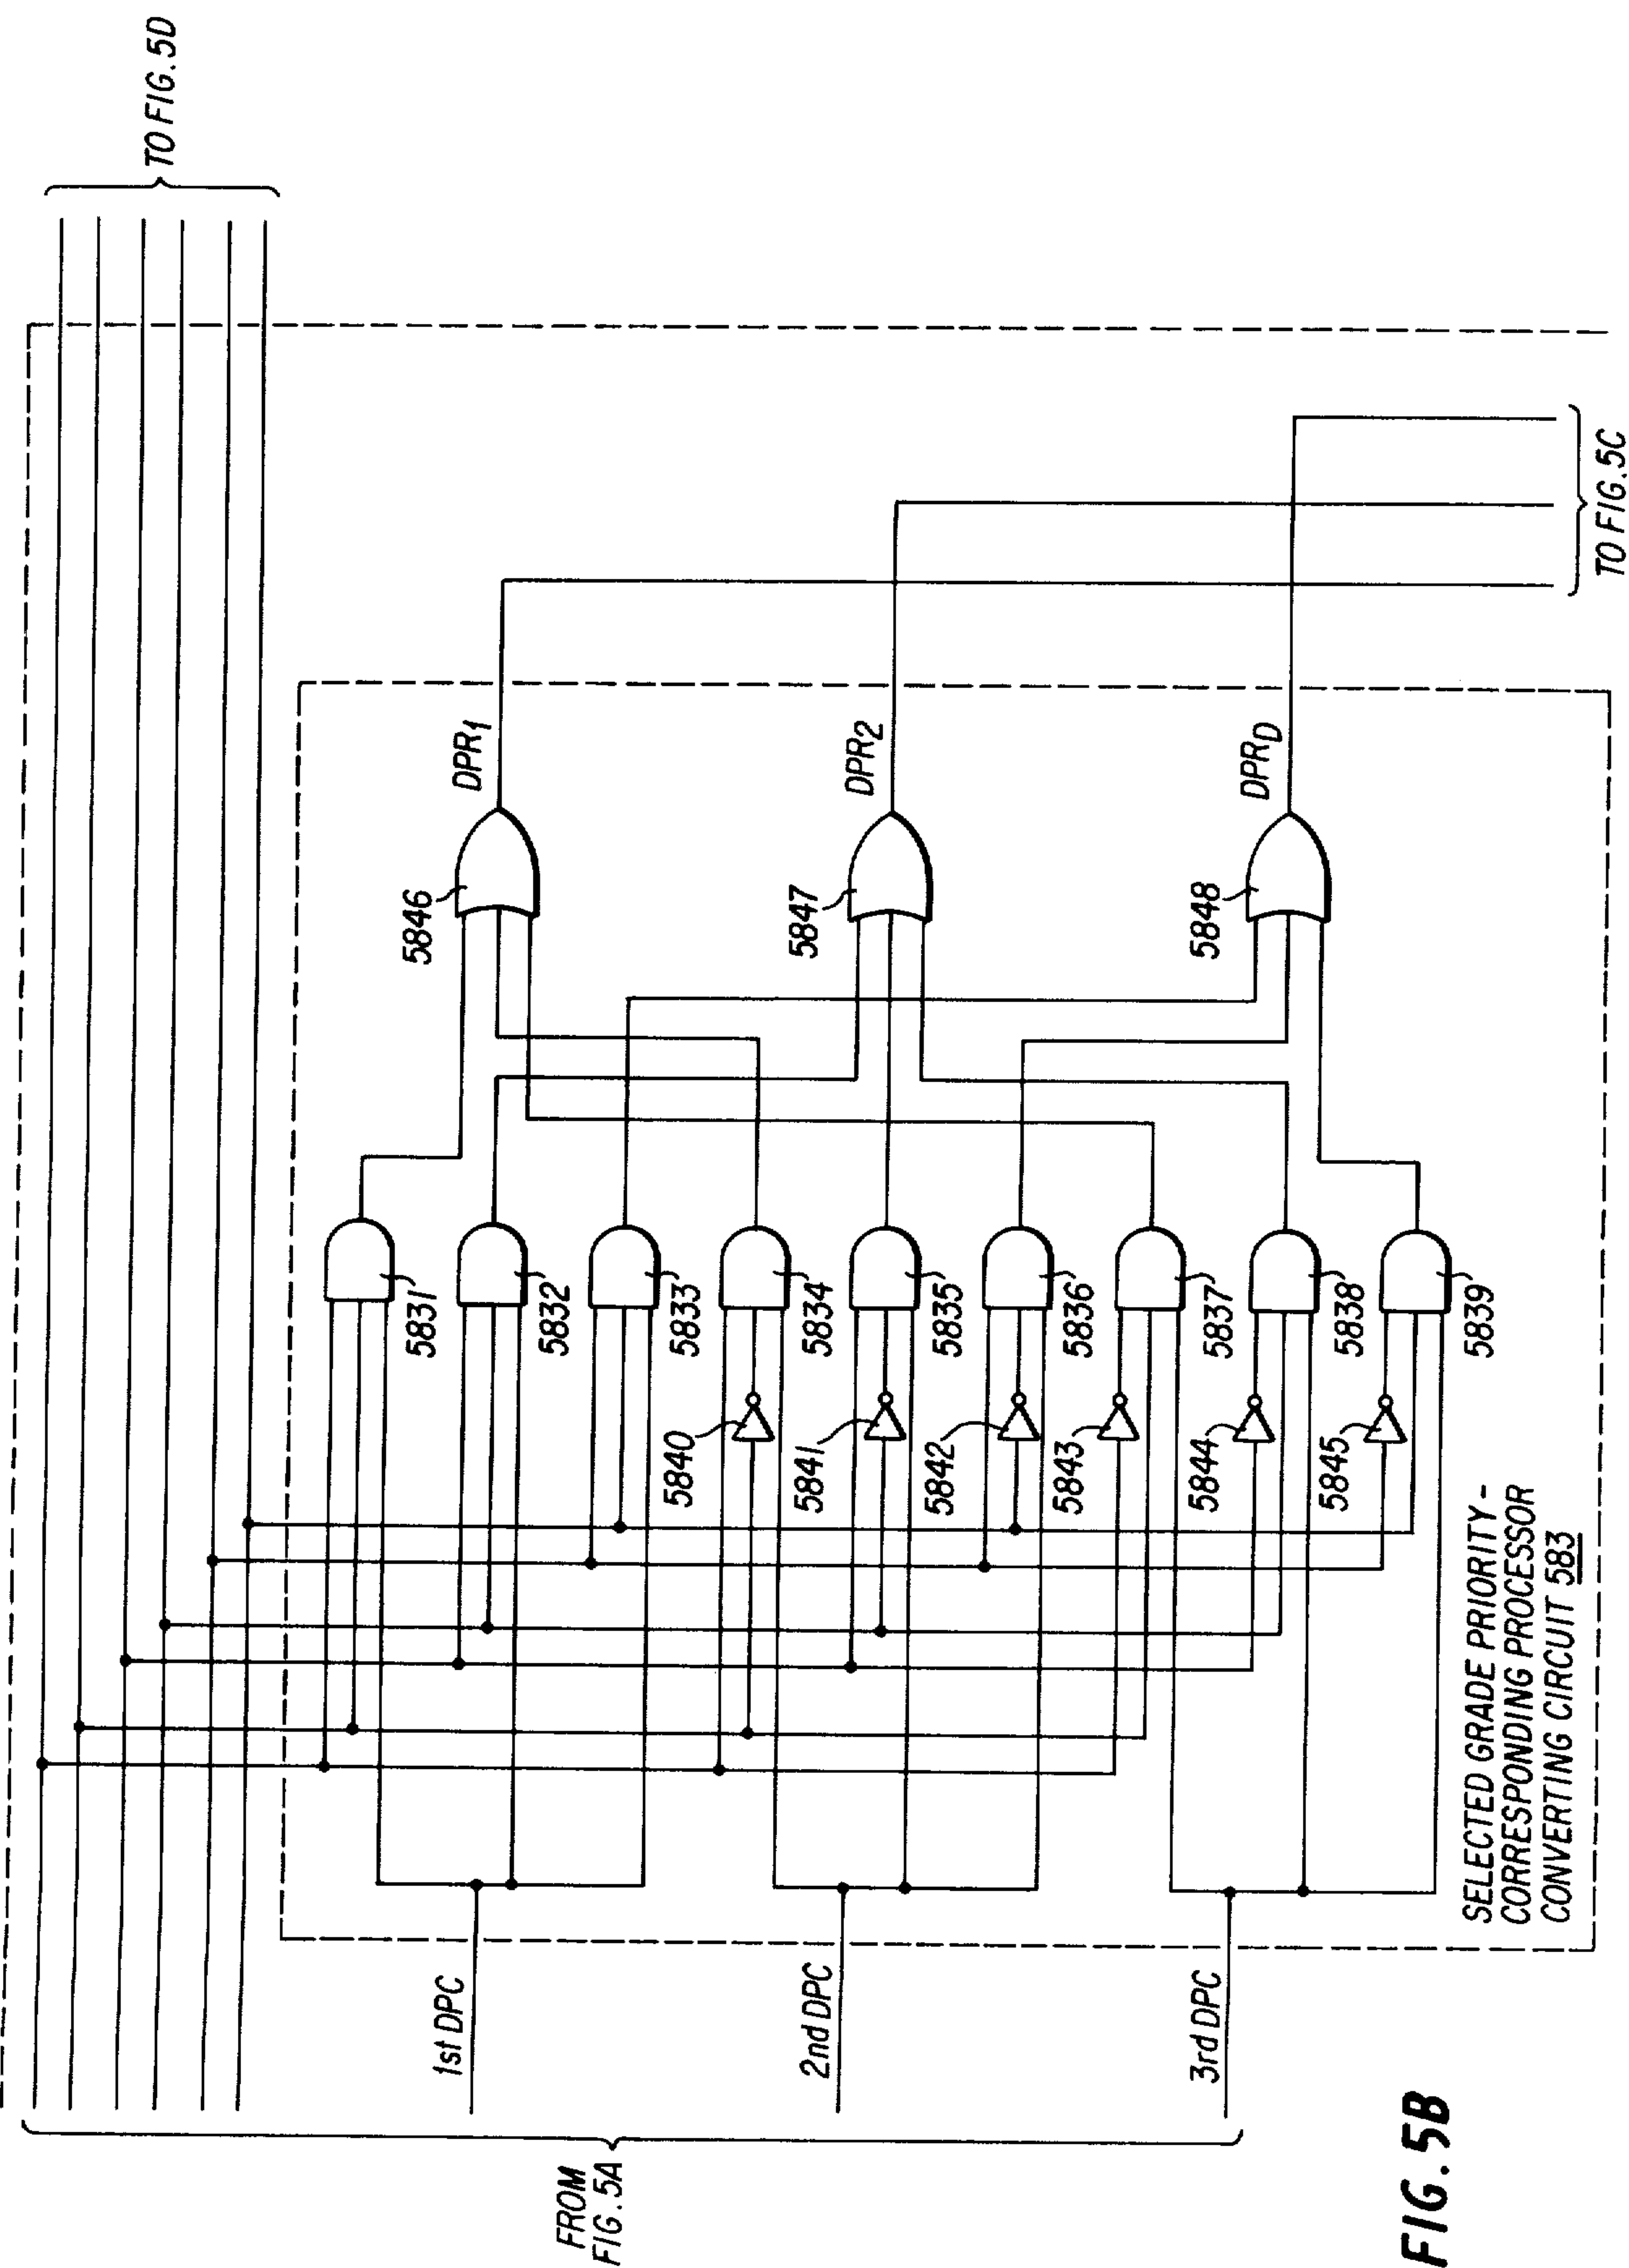 TO FIG. 5D
DPR1
DPR2
DPRD
5846
5847
5848
5831
5832
5833
5834
5835
5836
5837
5838
5839
5840
5841
5842
5843
5844
5845
1st DPC
2nd DPC
3rd DPC
FROM
FIG. 5A
TO FIG. 5C
SELECTED GRADE PRIORITY -
CORRESPONDING PROCESSOR
CONVERTING CIRCUIT 583
FIG. 5B